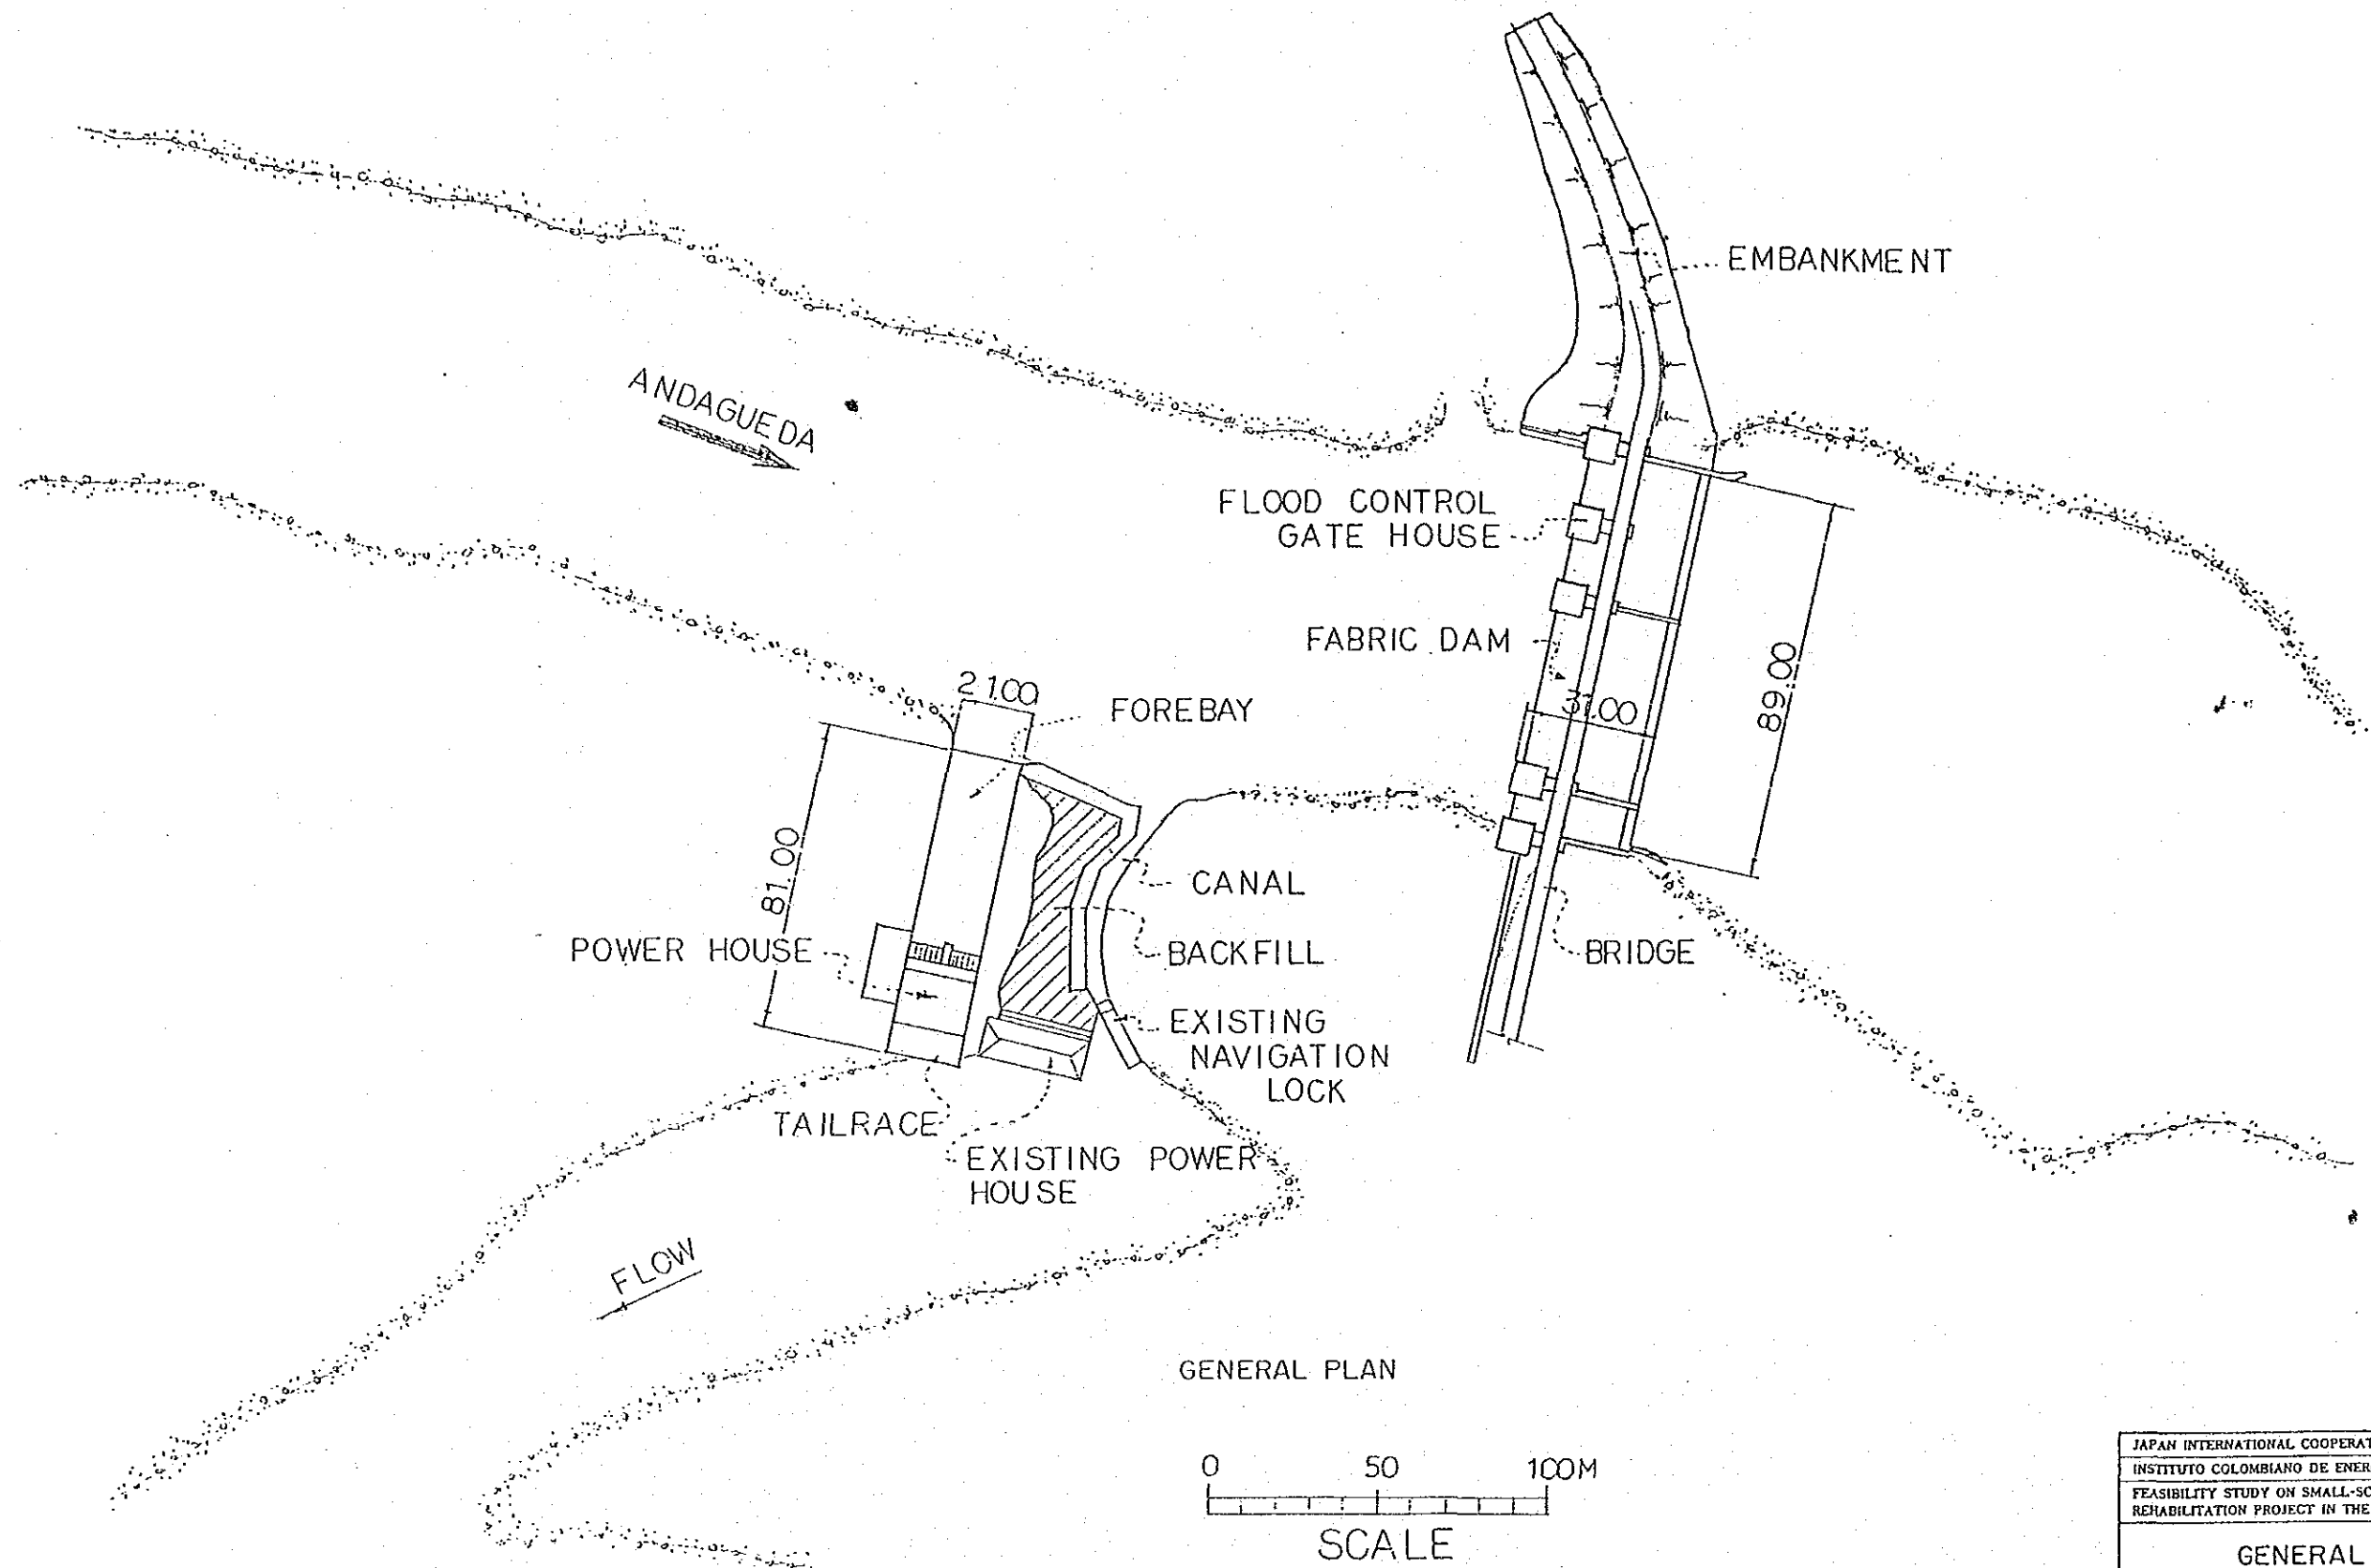 EMBANKMENT
ANDAGUEDA
FLOOD CONTROL
GATE HOUSE
FABRIC DAM
89.00
31.00
21.00
FOREBAY
81.00
CANAL
POWER HOUSE
BACKFILL
BRIDGE
EXISTING
NAVIGATION
LOCK
TAILRACE
EXISTING POWER
HOUSE
FLOW
GENERAL PLAN
0 50 100M
SCALE
JAPAN INTERNATIONAL COOPERAT
INSTITUTO COLOMBIANO DE ENER
FEASIBILITY STUDY ON SMALL-SC
REHABILITATION PROJECT IN THE
GENERAL